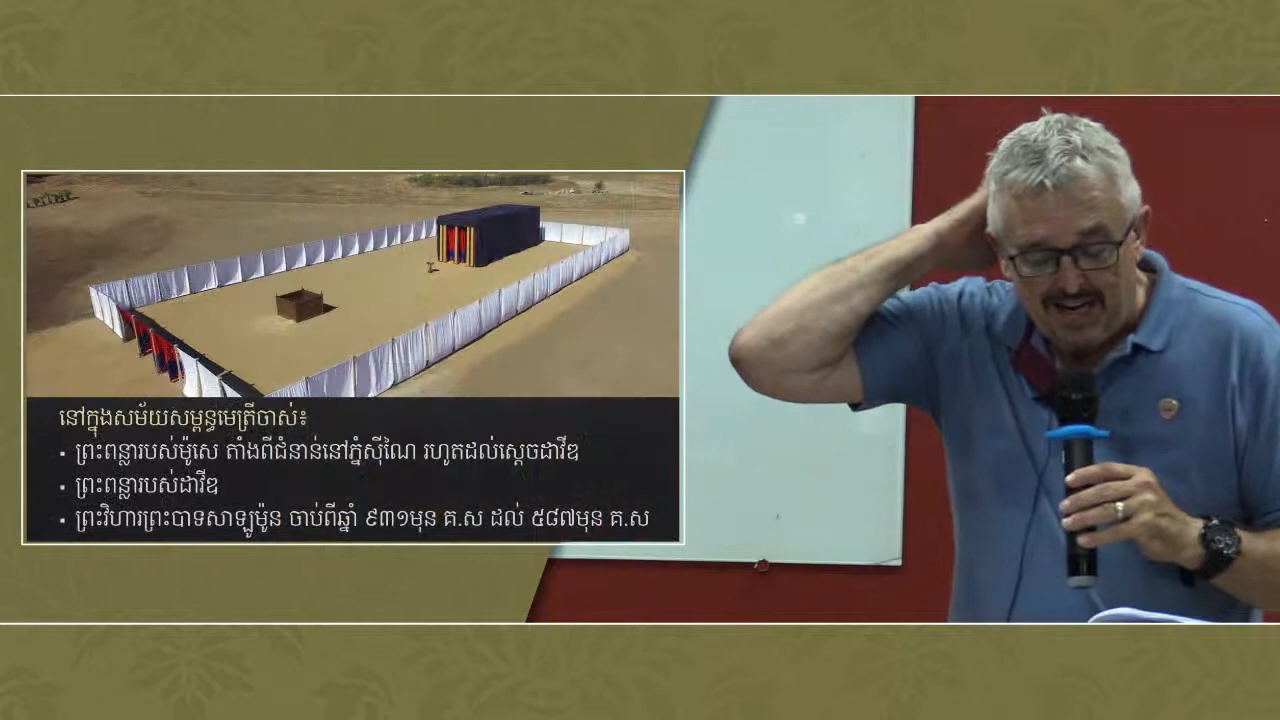 នៅក្នុងសម័យសម្ពន្ធមេត្រីចាស់៖
▪ ព្រះពន្លារបស់ម៉ូសេ តាំងពីជំនាន់នៅភ្នំស៊ីណៃ រហូតដល់ស្តេចដាវីឌ
▪ ព្រះពន្លារបស់ដាវីឌ
▪ ព្រះវិហារព្រះបាទសាឡូម៉ូន ចាប់ពីឆ្នាំ ៩៣១មុន គ.ស ដល់ ៥៨៧មុន គ.ស